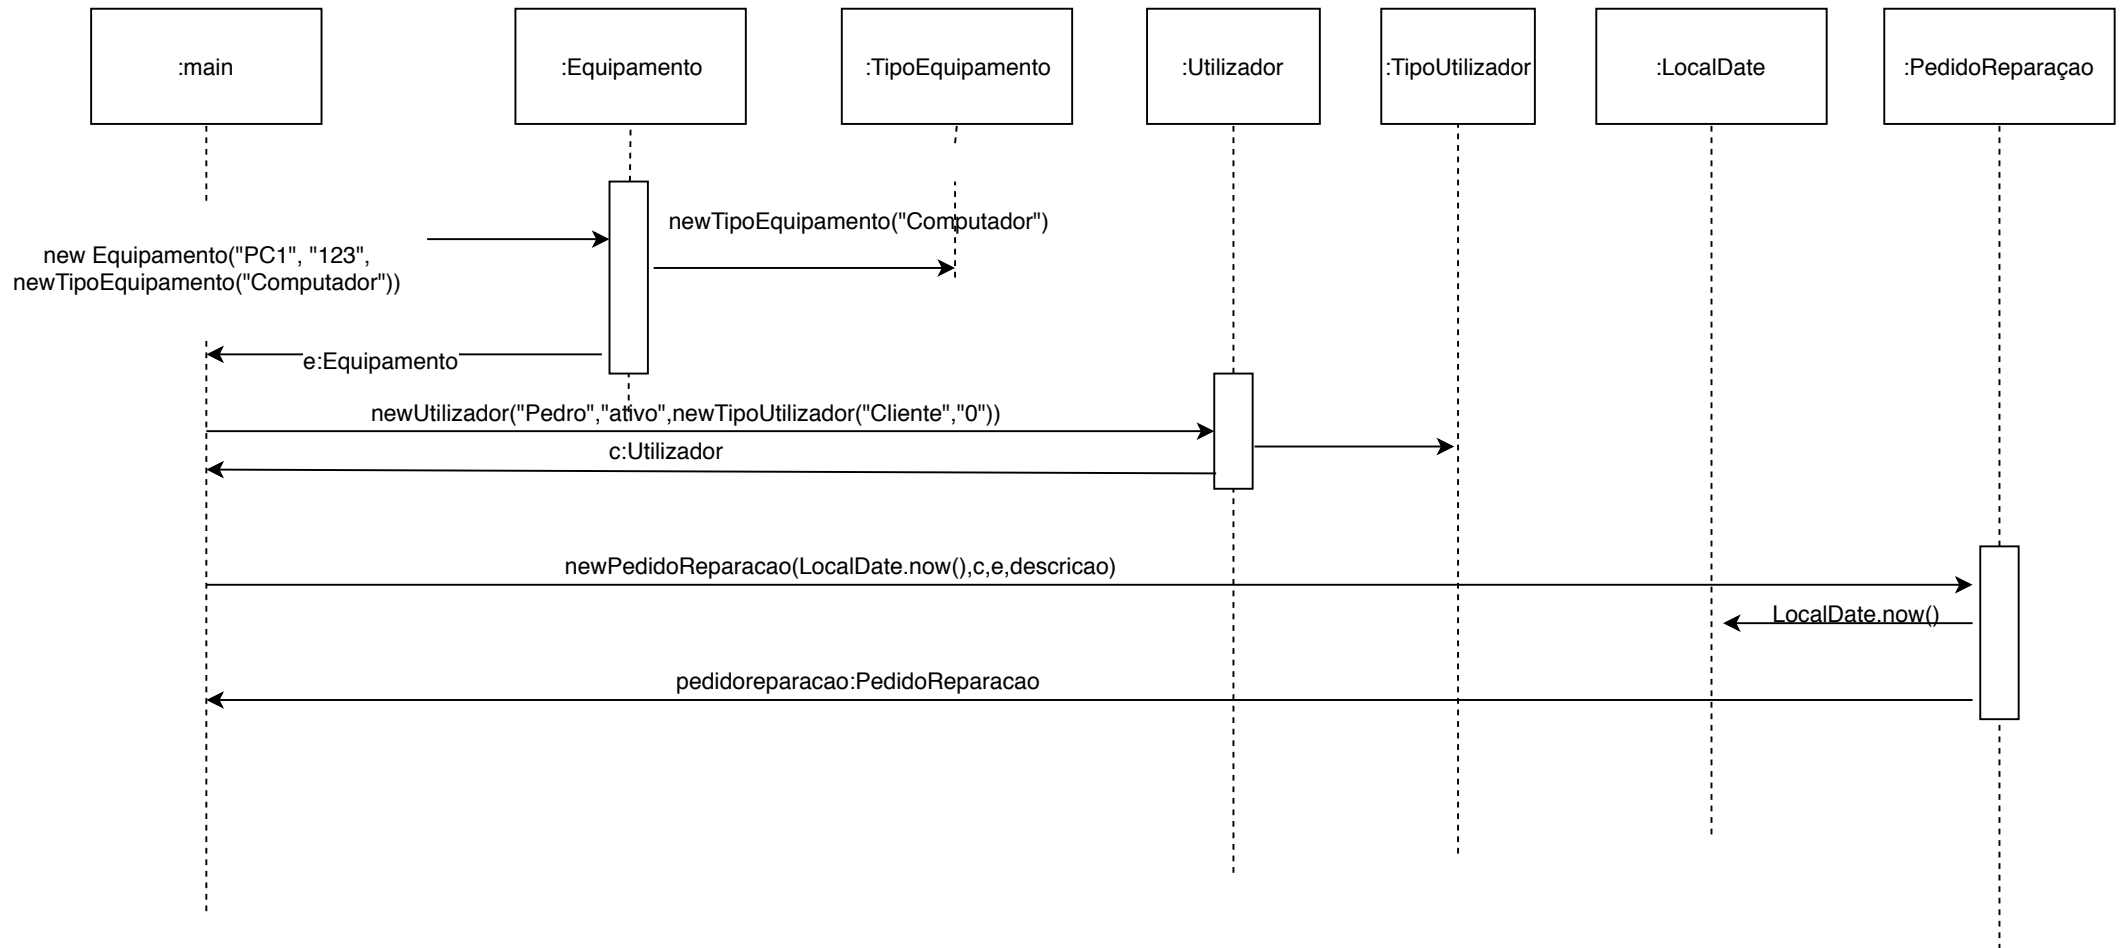 :main
:Equipamento
:TipoEquipamento
:Utilizador
:TipoUtilizador
:LocalDate
:PedidoReparaçao
newTipoEquipamento("Computador")
new Equipamento("PC1", "123",
newTipoEquipamento("Computador"))
e:Equipamento
newUtilizador("Pedro","ativo",newTipoUtilizador("Cliente","0"))
c:Utilizador
newPedidoReparacao(LocalDate.now(),c,e,descricao)
LocalDate.now()
pedidoreparacao:PedidoReparacao